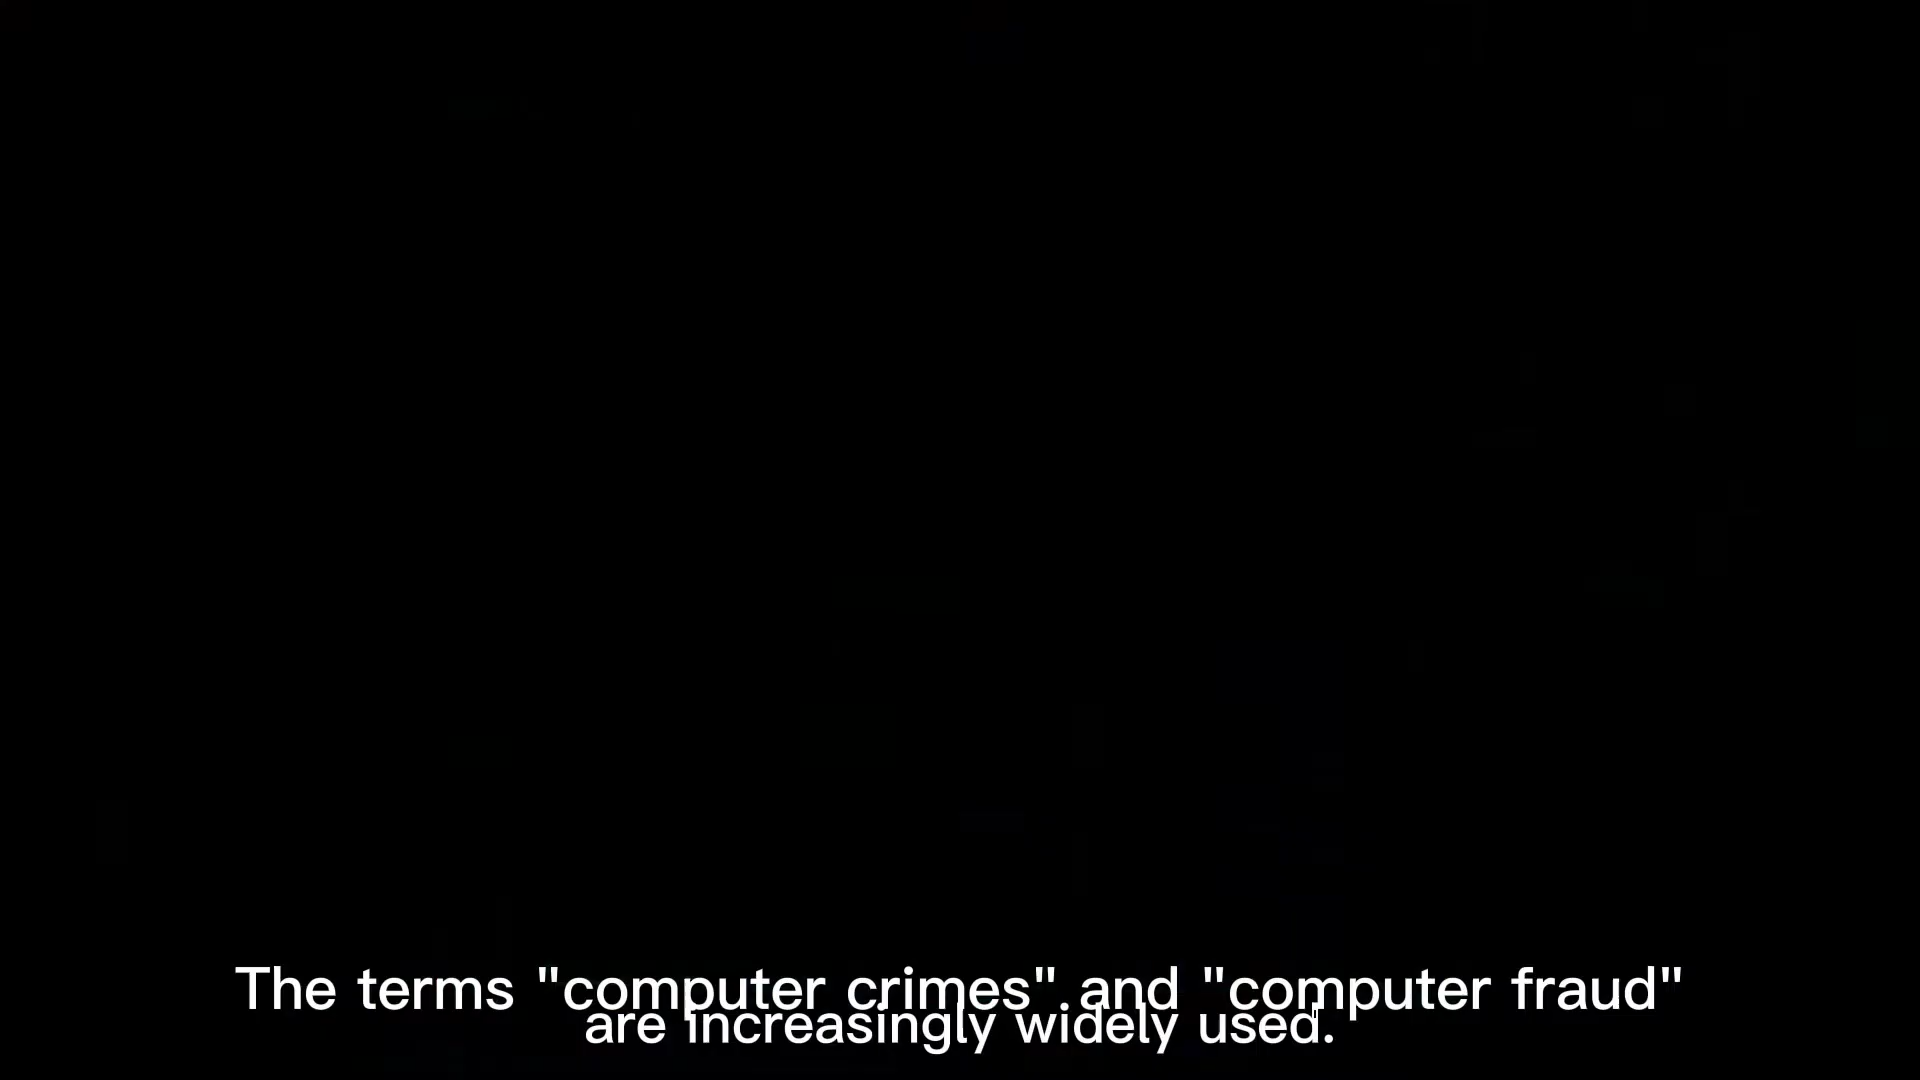 The terms "computer crimes" and "computer fraud"
are increasingly widely used.